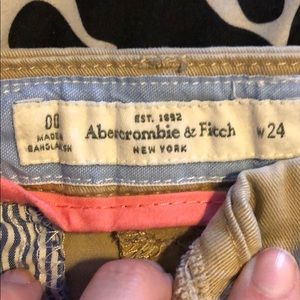 00
MADE IN
BANGLADESH
EST. 1892
Abercrombie & Fitch
NEW YORK
W 24